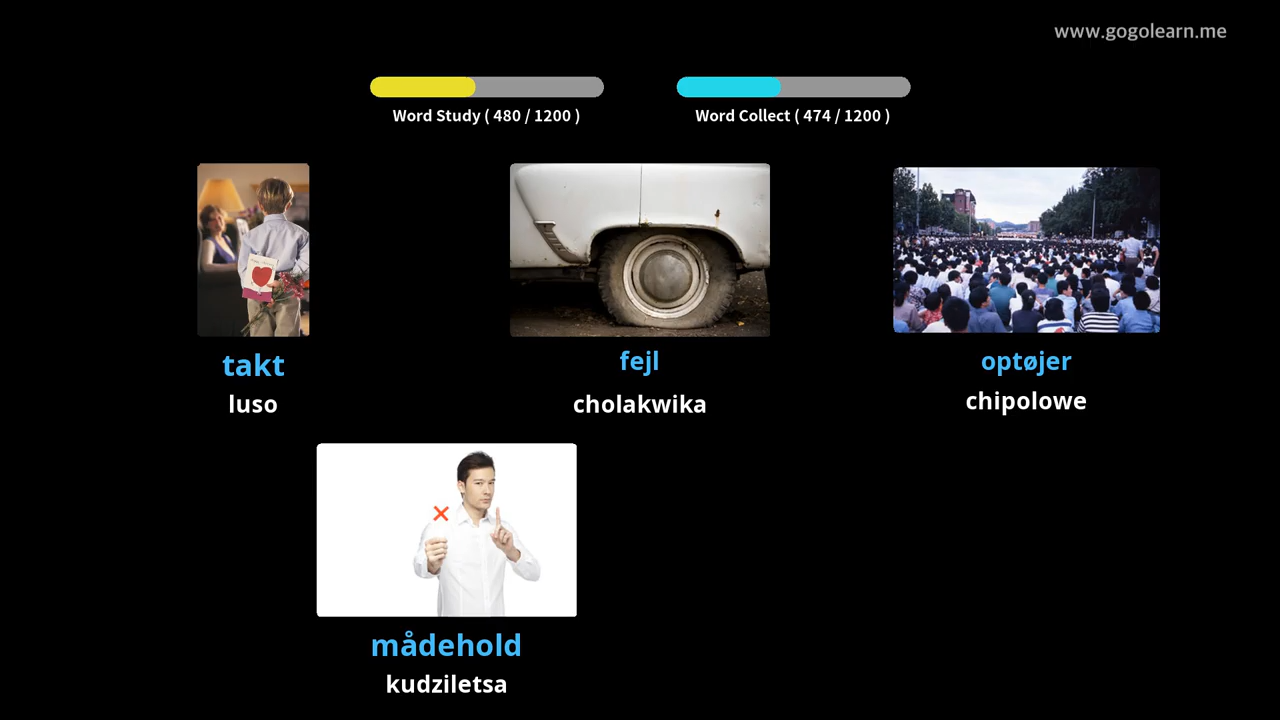 www.gogolearn.me
Word Study ( 480 / 1200 )
Word Collect ( 474 / 1200 )
takt
luso
fejl
cholakwika
optøjer
chipolowe
mådehold
kudziletsa